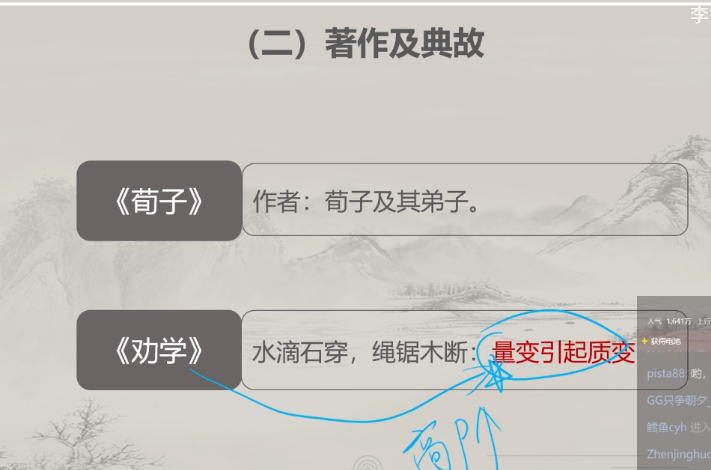 李
（二）著作及典故
《荀子》
作者：荀子及其弟子。
《劝学》
水滴石穿，绳锯木断：量变引起质变
人气 1.641万 上行
获得电池
pista88: 哟，
GG只争朝夕_
鳕鱼cyh 进入
Zhenjinghuo